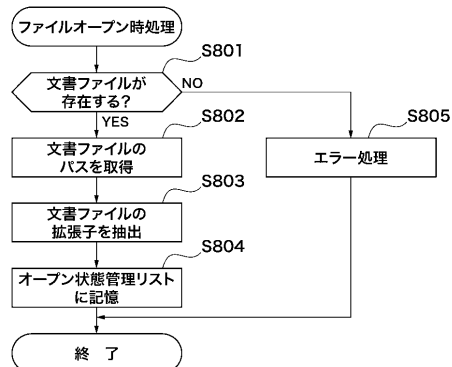 ファイルオープン時処理
S801
文書ファイルが
存在する?
NO
YES
S802
文書ファイルの
パスを取得
S805
エラー処理
S803
文書ファイルの
拡張子を抽出
S804
オープン状態管理リスト
に記憶
終 了